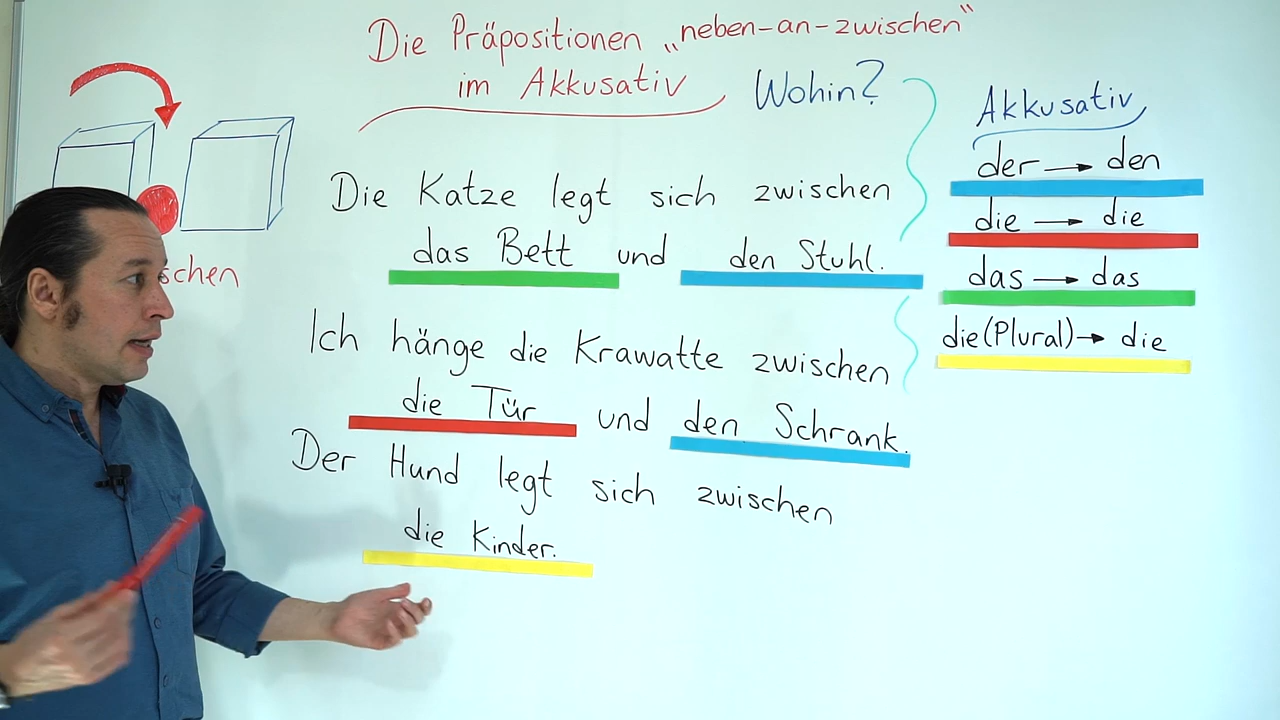 Die Präpositionen „neben-an-zwischen“
im Akkusativ
Wohin?
Die Katze legt sich zwischen
das Bett und den Stuhl.
Ich hänge die Krawatte zwischen
die Tür und den Schrank.
Der Hund legt sich zwischen
die Kinder.
Akkusativ
der → den
die → die
das → das
die (Plural) → die